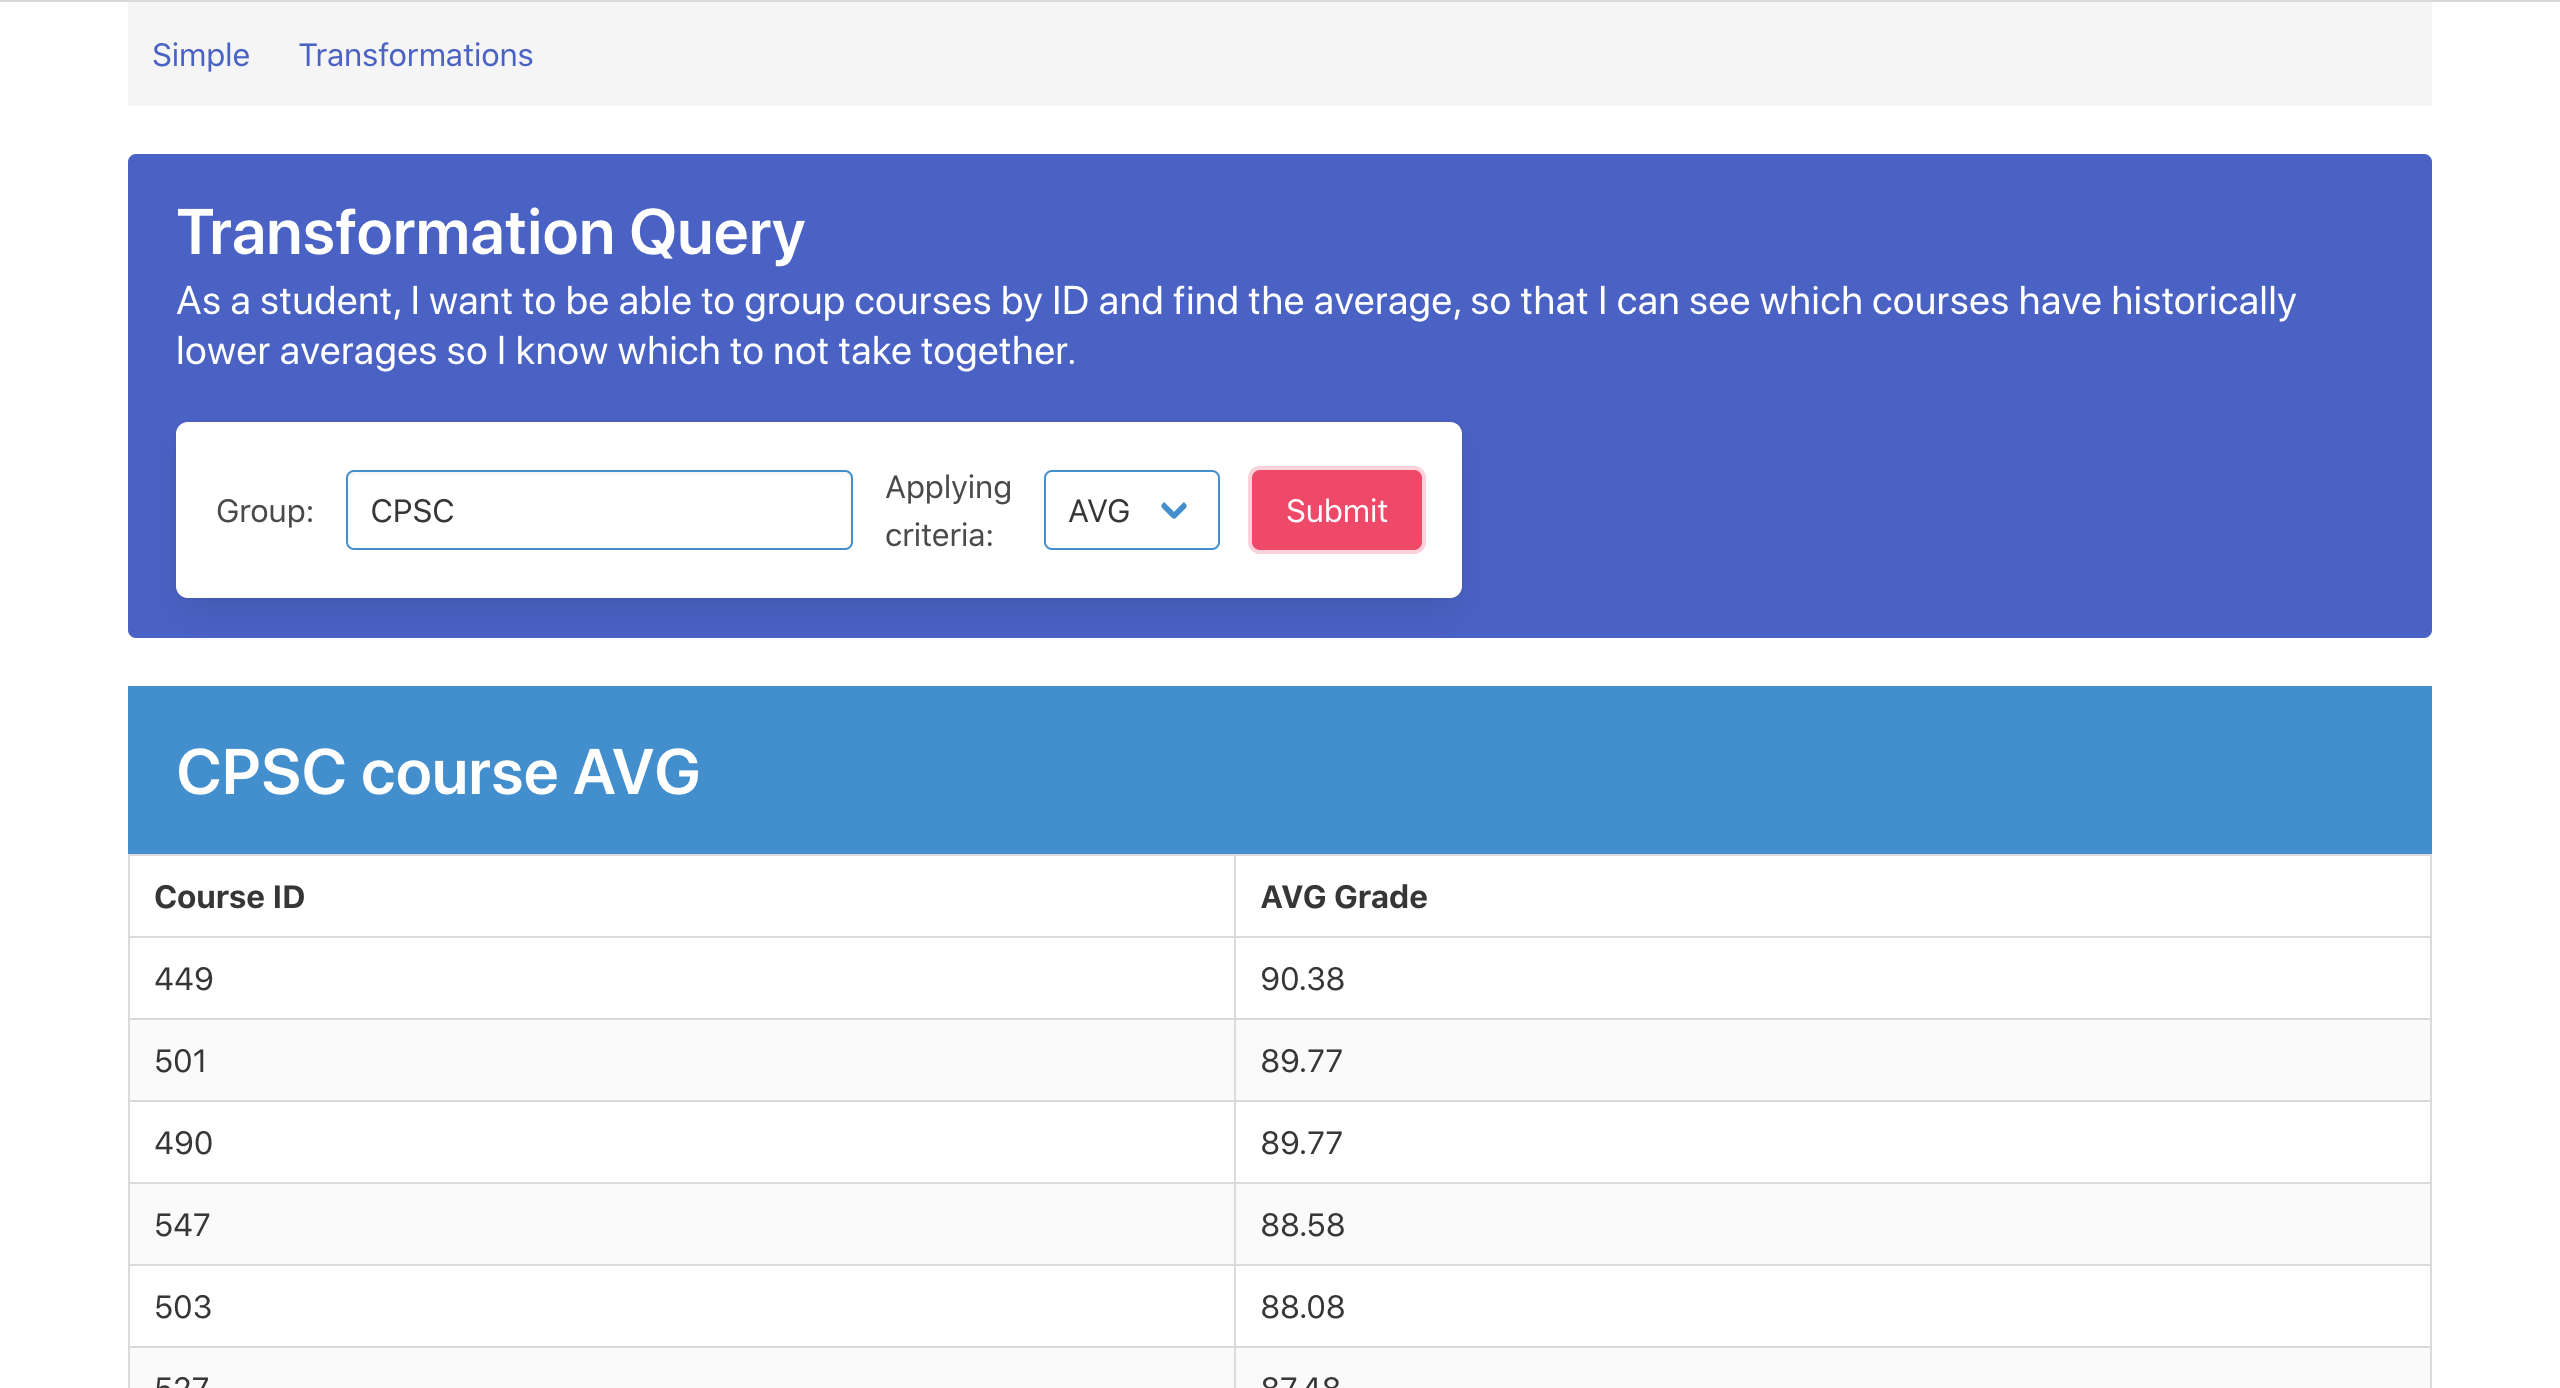 Simple Transformations
Transformation Query
As a student, I want to be able to group courses by ID and find the average, so that I can see which courses have historically
lower averages so I know which to not take together.
Group: CPSC Applying criteria: AVG Submit
CPSC course AVG
Course ID AVG Grade
449 90.38
501 89.77
490 89.77
547 88.58
503 88.08
527 87.48